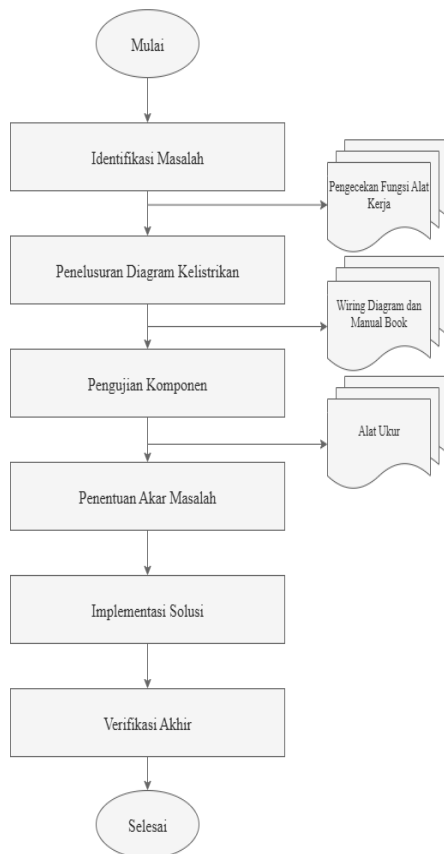 Mulai
Identifikasi Masalah
Pengecekan Fungsi Alat
Kerja
Penelusuran Diagram Kelistrikan
Wiring Diagram dan
Manual Book
Pengujian Komponen
Alat Ukur
Penentuan Akar Masalah
Implementasi Solusi
Verifikasi Akhir
Selesai